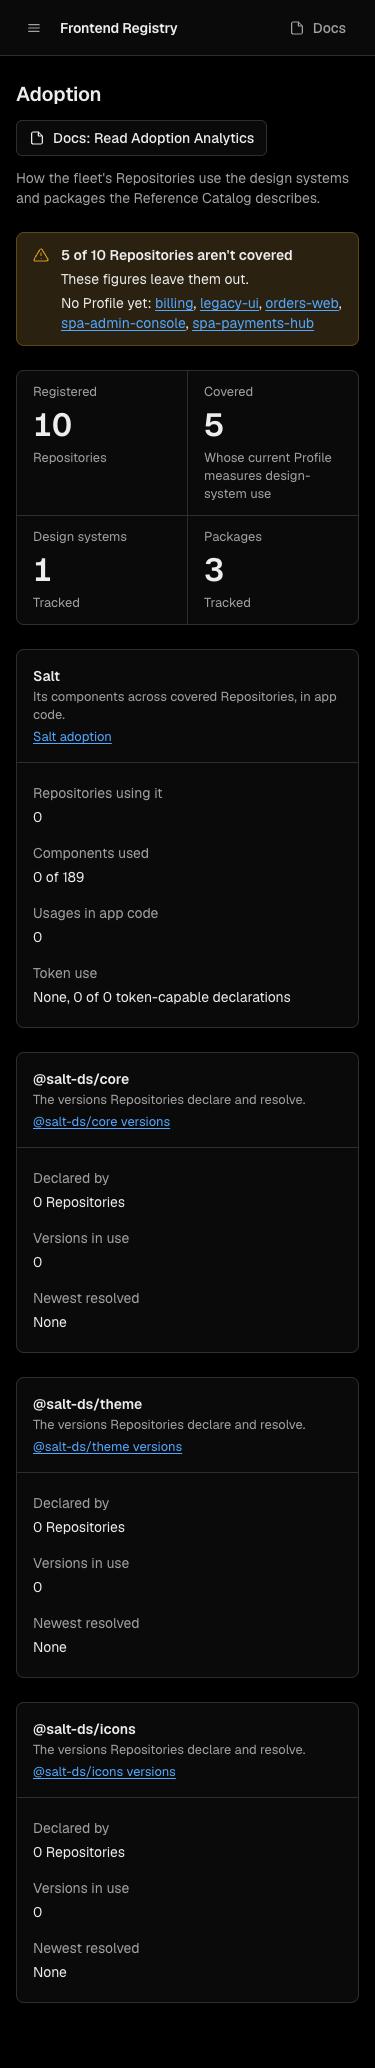 Frontend Registry
Docs
Adoption
Docs: Read Adoption Analytics
How the fleet's Repositories use the design systems
and packages the Reference Catalog describes.
5 of 10 Repositories aren't covered
These figures leave them out.
No Profile yet: billing, legacy-ui, orders-web,
spa-admin-console, spa-payments-hub
Registered
10
Repositories
Covered
5
Whose current Profile
measures design-
system use
Design systems
1
Tracked
Packages
3
Tracked
Salt
Its components across covered Repositories, in app
code.
Salt adoption
Repositories using it
0
Components used
0 of 189
Usages in app code
0
Token use
None, 0 of 0 token-capable declarations
@salt-ds/core
The versions Repositories declare and resolve.
@salt-ds/core versions
Declared by
0 Repositories
Versions in use
0
Newest resolved
None
@salt-ds/theme
The versions Repositories declare and resolve.
@salt-ds/theme versions
Declared by
0 Repositories
Versions in use
0
Newest resolved
None
@salt-ds/icons
The versions Repositories declare and resolve.
@salt-ds/icons versions
Declared by
0 Repositories
Versions in use
0
Newest resolved
None